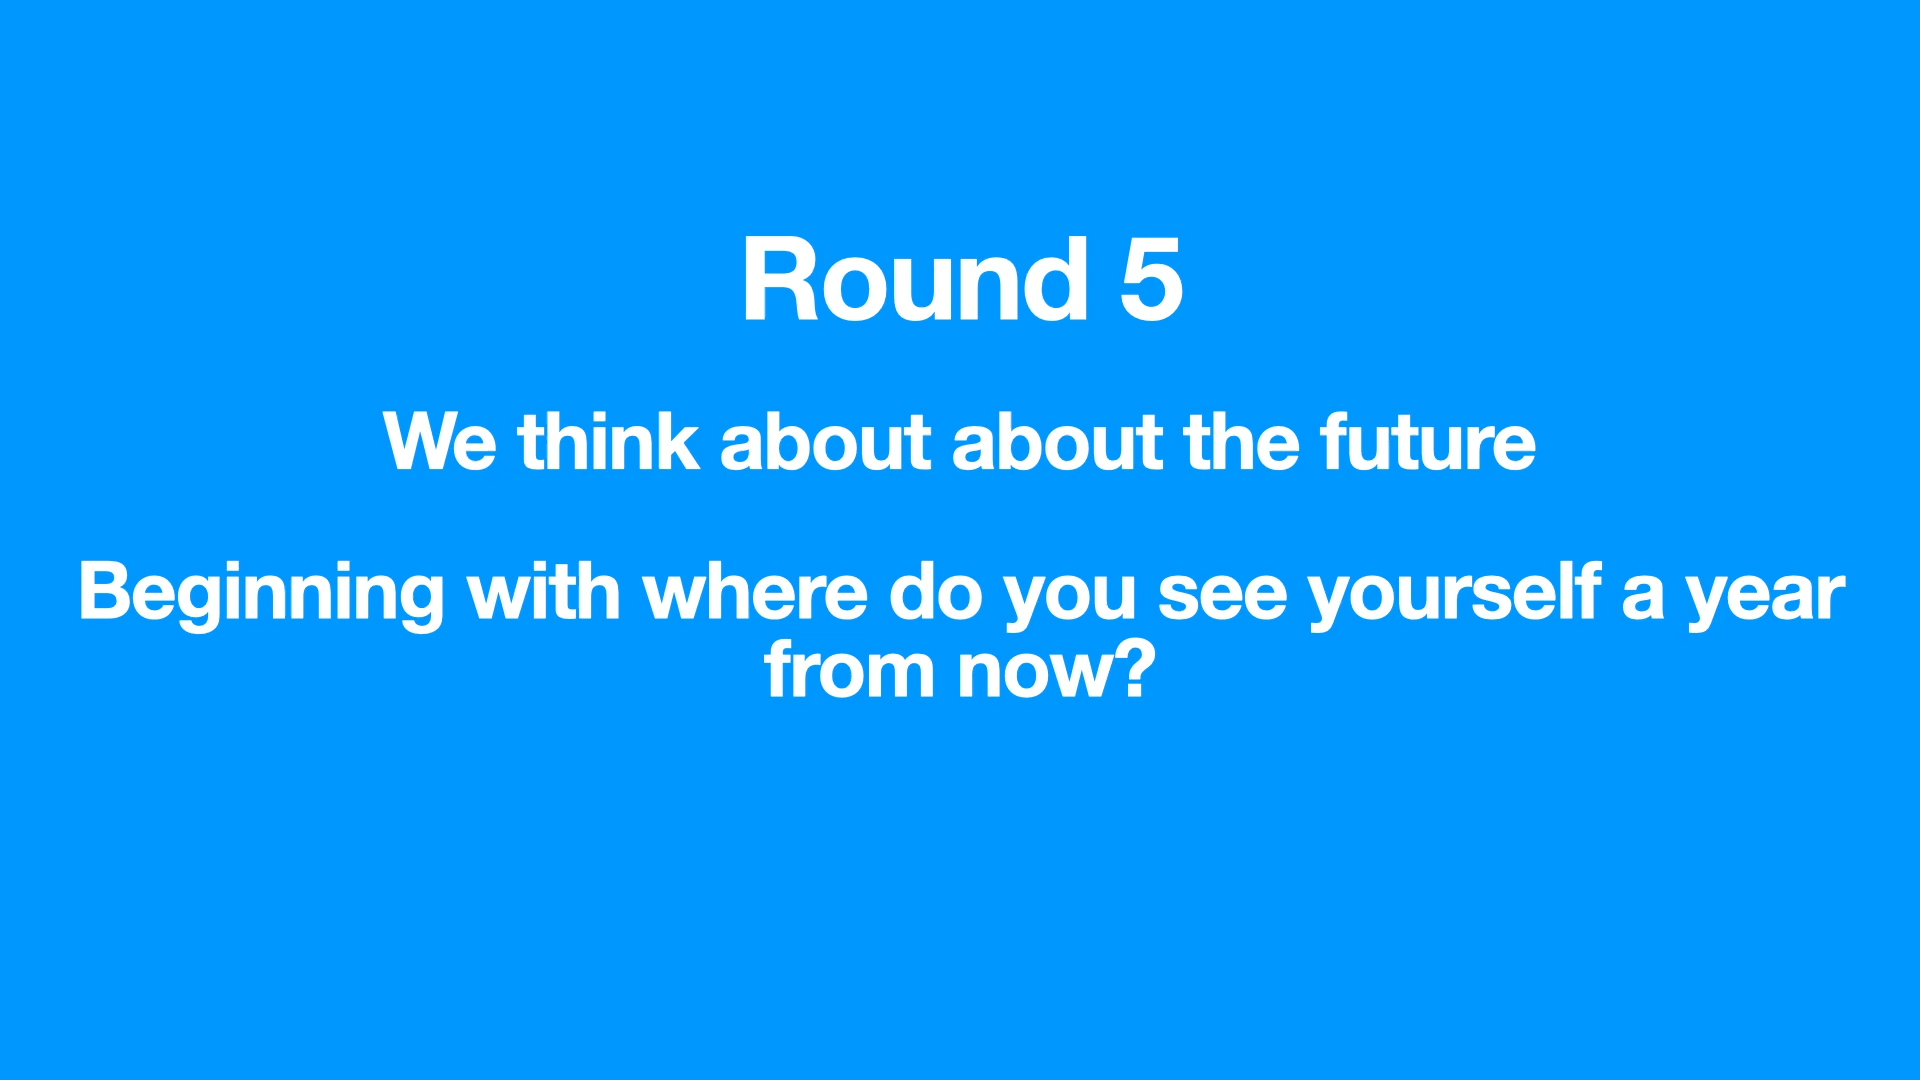 Round 5
We think about about the future
Beginning with where do you see yourself a year
from now?